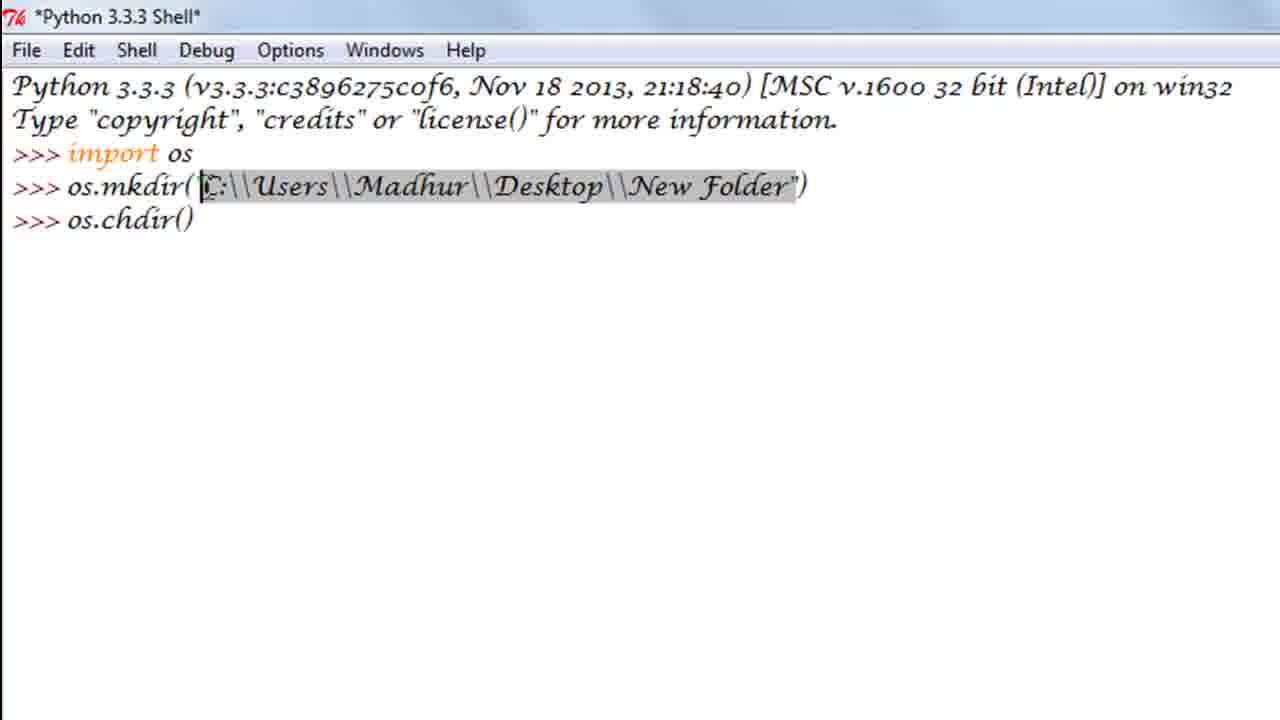 *Python 3.3.3 Shell*
File Edit Shell Debug Options Windows Help
Python 3.3.3 (v3.3.3:c3896275c0f6, Nov 18 2013, 21:18:40) [MSC v.1600 32 bit (Intel)] on win32
Type "copyright", "credits" or "license()" for more information.
>>> import os
>>> os.mkdir("C:\\Users\\Madhur\\Desktop\\New Folder")
>>> os.chdir()